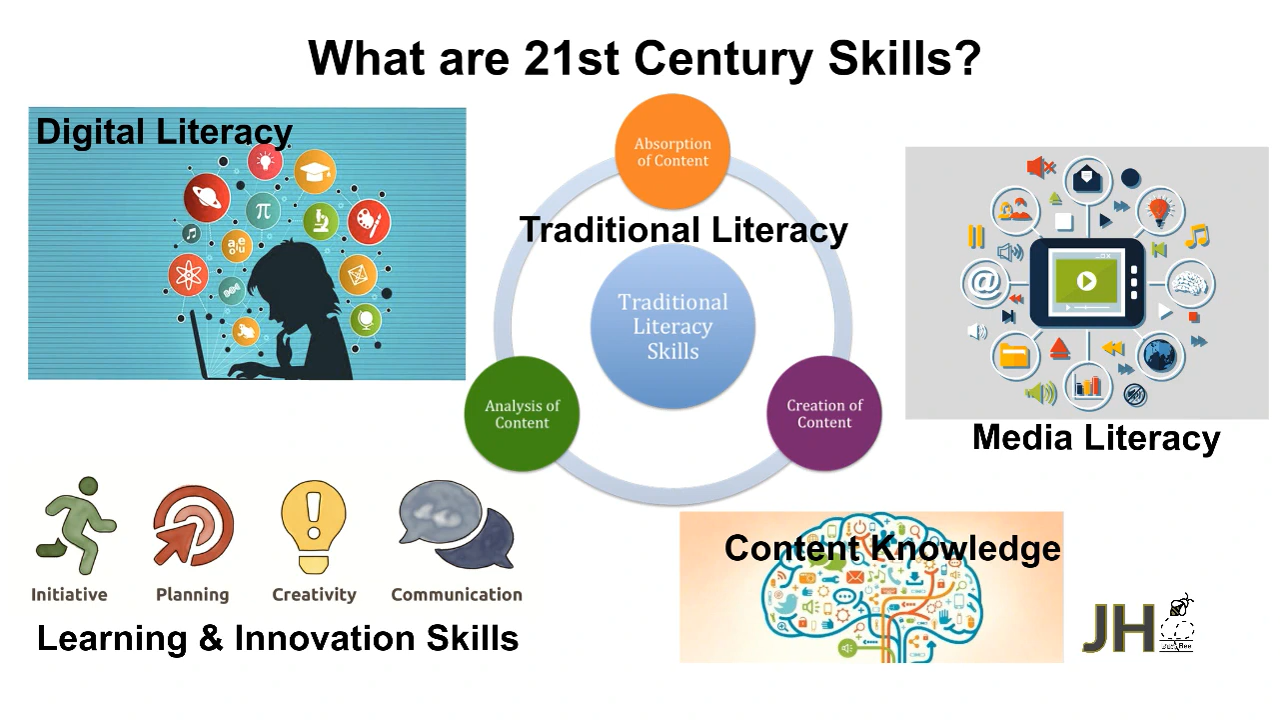 What are 21st Century Skills?
Digital Literacy
π
a e
o u
Absorption
of Content
Traditional Literacy
Traditional
Literacy
Skills
Analysis of
Content
Creation of
Content
@
Media Literacy
Initiative
Planning
Creativity
Communication
Learning & Innovation Skills
Content Knowledge
JH